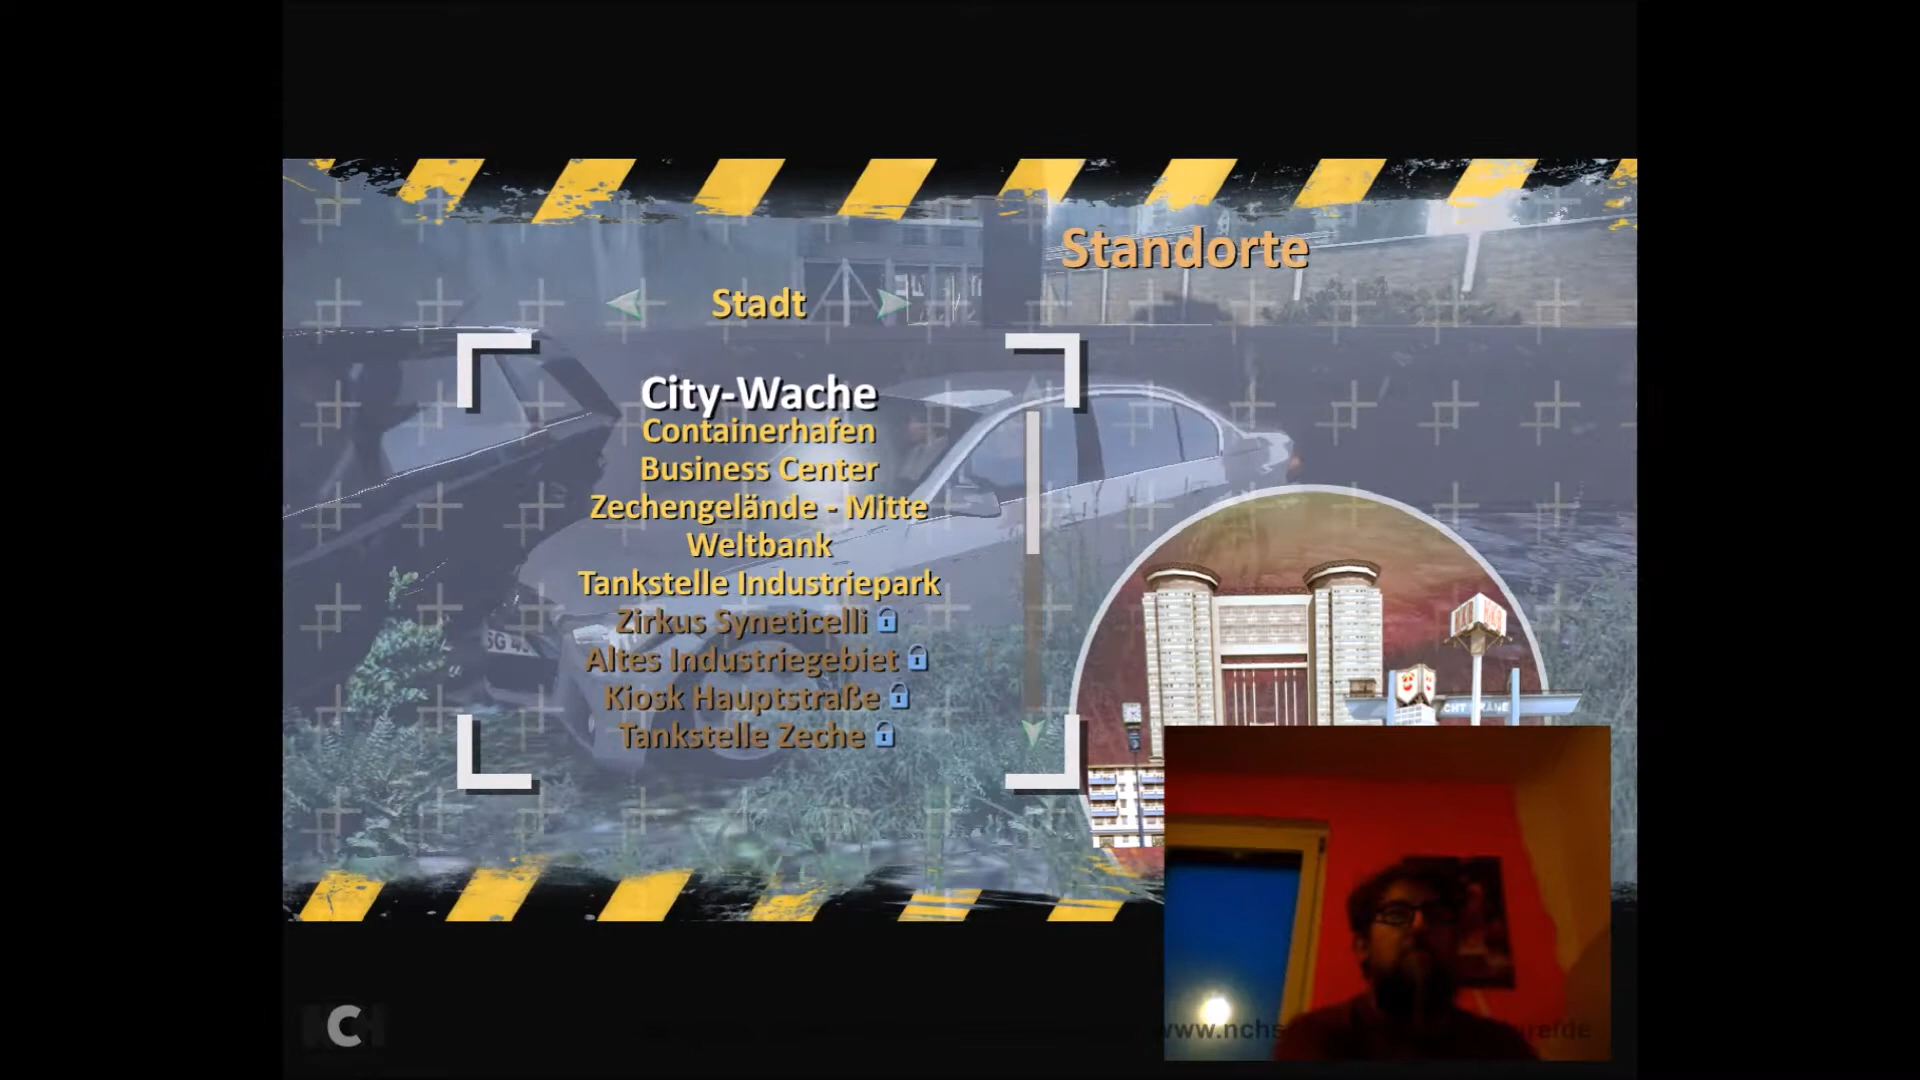 Standorte
Stadt
City-Wache
Containerhafen
Business Center
Zechengelände - Mitte
Weltbank
Tankstelle Industriepark
Zirkus Syneticelli
Altes Industriegebiet
Kiosk Hauptstraße
Tankstelle Zeche
NCH